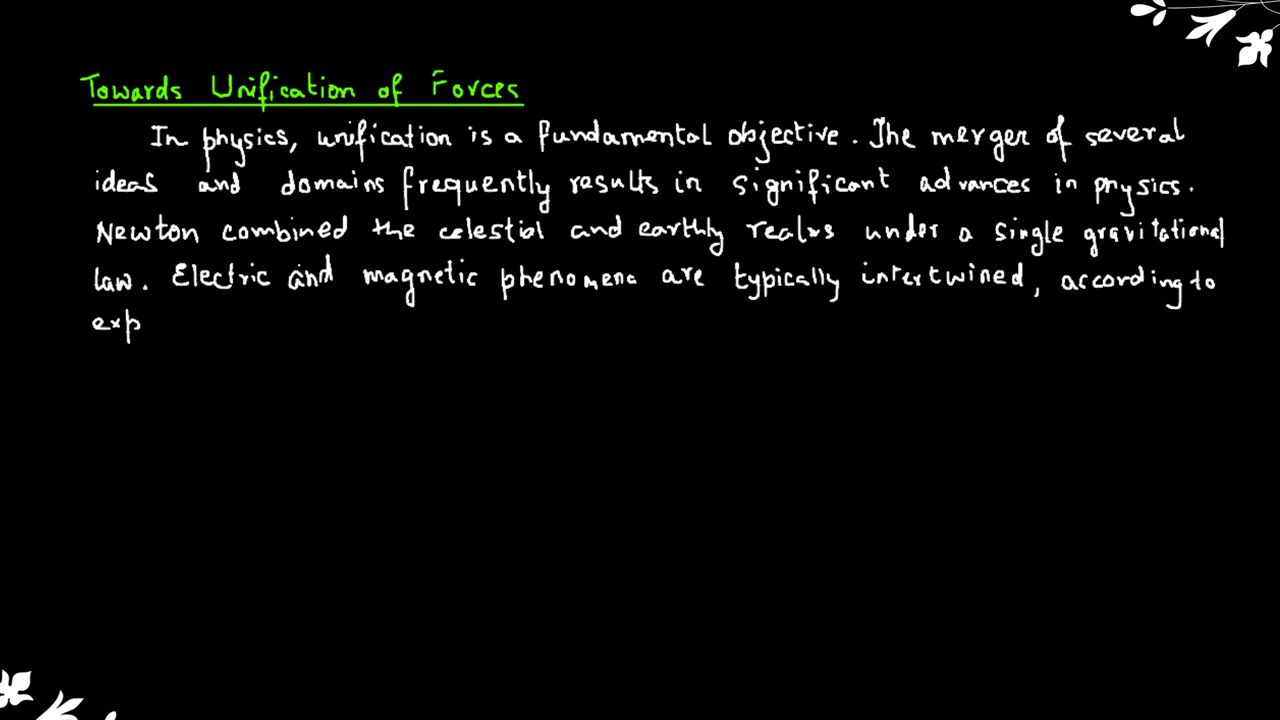 Towards Unification of Forces
In physics, unification is a fundamental objective. The merger of several
ideas and domains frequently results in significant advances in physics.
Newton combined the celestial and earthly realms under a single gravitational
law. Electric and magnetic phenomena are typically intertwined, according to
exp